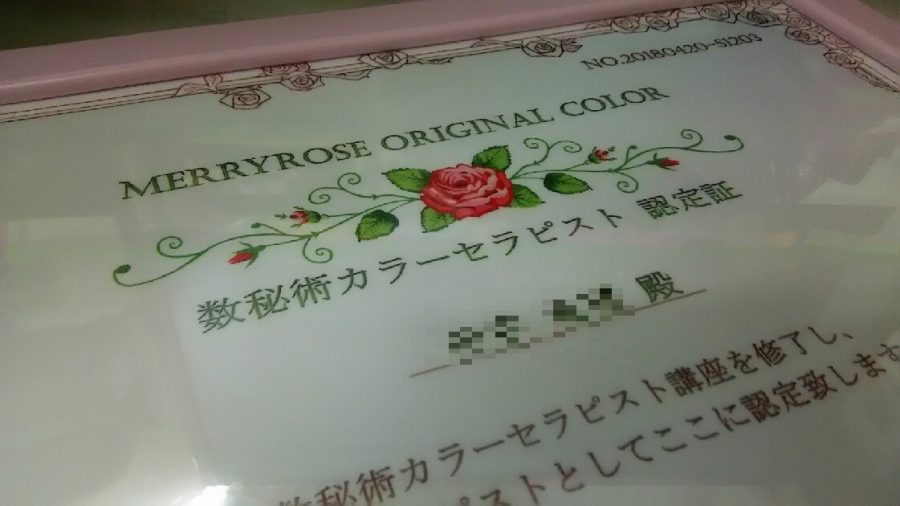 NO.20180420-S1203
MERRYROSE ORIGINAL COLOR
数秘術カラーセラピスト 認定証
殿
数秘術カラーセラピスト講座を修了し、
ピストとしてここに認定致します